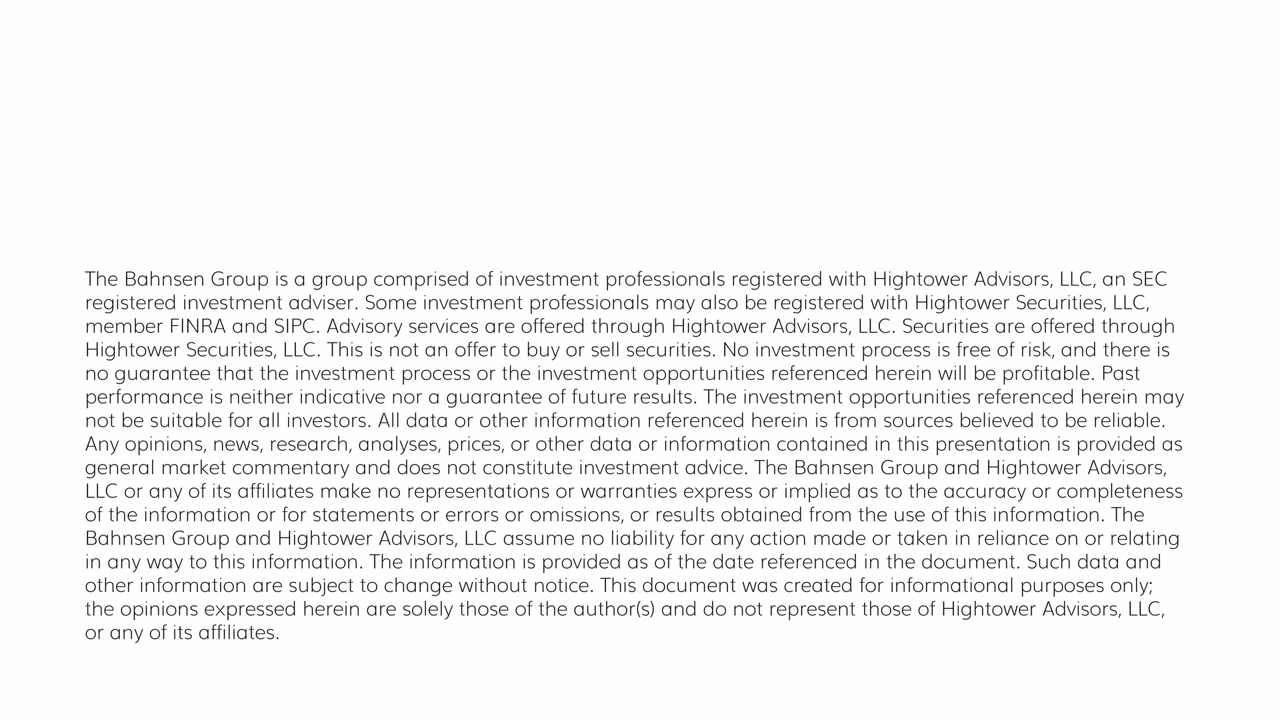 The Bahnsen Group is a group comprised of investment professionals registered with Hightower Advisors, LLC, an SEC
registered investment adviser. Some investment professionals may also be registered with Hightower Securities, LLC,
member FINRA and SIPC. Advisory services are offered through Hightower Advisors, LLC. Securities are offered through
Hightower Securities, LLC. This is not an offer to buy or sell securities. No investment process is free of risk, and there is
no guarantee that the investment process or the investment opportunities referenced herein will be profitable. Past
performance is neither indicative nor a guarantee of future results. The investment opportunities referenced herein may
not be suitable for all investors. All data or other information referenced herein is from sources believed to be reliable.
Any opinions, news, research, analyses, prices, or other data or information contained in this presentation is provided as
general market commentary and does not constitute investment advice. The Bahnsen Group and Hightower Advisors,
LLC or any of its affiliates make no representations or warranties express or implied as to the accuracy or completeness
of the information or for statements or errors or omissions, or results obtained from the use of this information. The
Bahnsen Group and Hightower Advisors, LLC assume no liability for any action made or taken in reliance on or relating
in any way to this information. The information is provided as of the date referenced in the document. Such data and
other information are subject to change without notice. This document was created for informational purposes only;
the opinions expressed herein are solely those of the author(s) and do not represent those of Hightower Advisors, LLC,
or any of its affiliates.